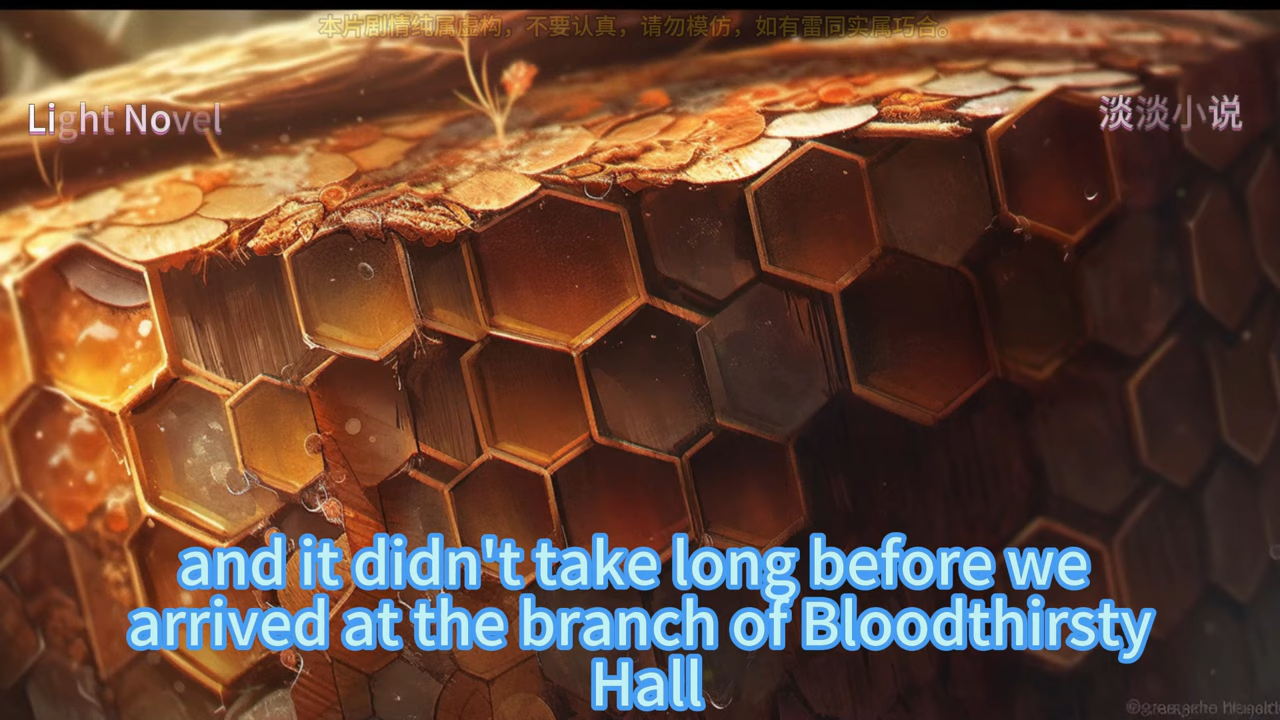 本片剧情纯属虚构，不要认真，请勿模仿，如有雷同实属巧合。
Light Novel
淡淡小说
and it didn't take long before we
arrived at the branch of Bloodthirsty
Hall